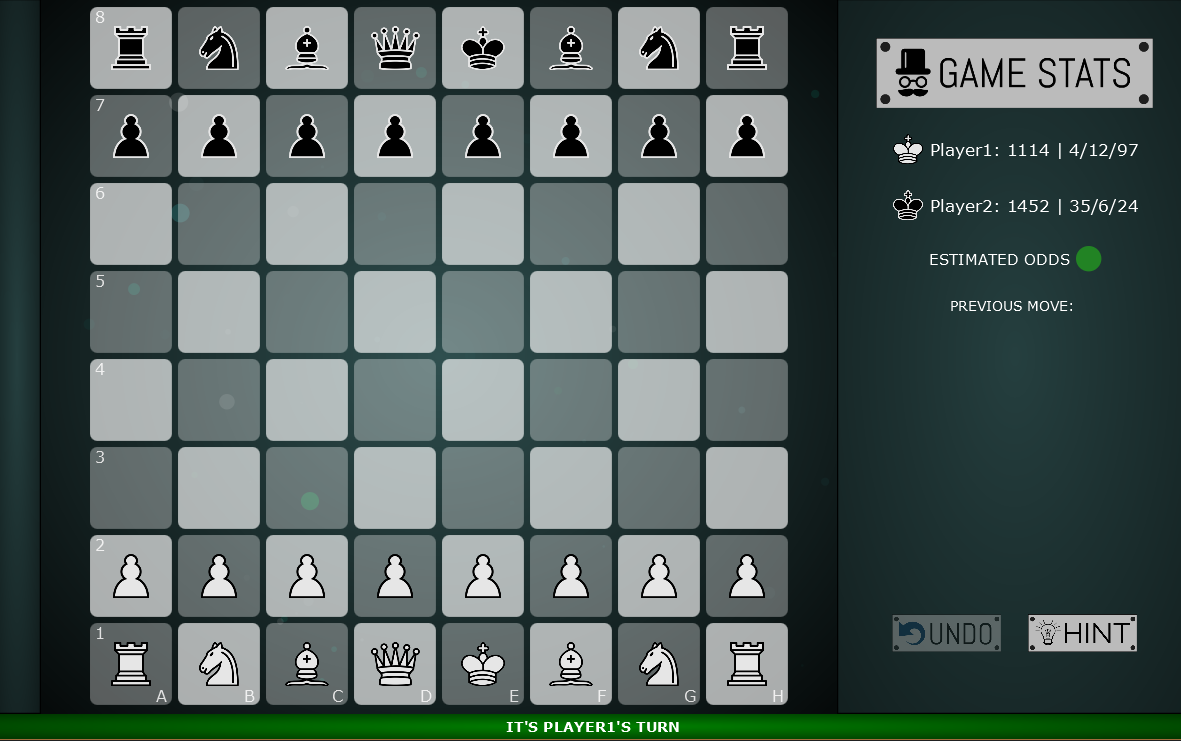 8
7
6
5
4
3
2
1
A B C D E F G H
GAME STATS
Player1: 1114 | 4/12/97
Player2: 1452 | 35/6/24
ESTIMATED ODDS
PREVIOUS MOVE:
UNDO HINT
IT'S PLAYER1'S TURN